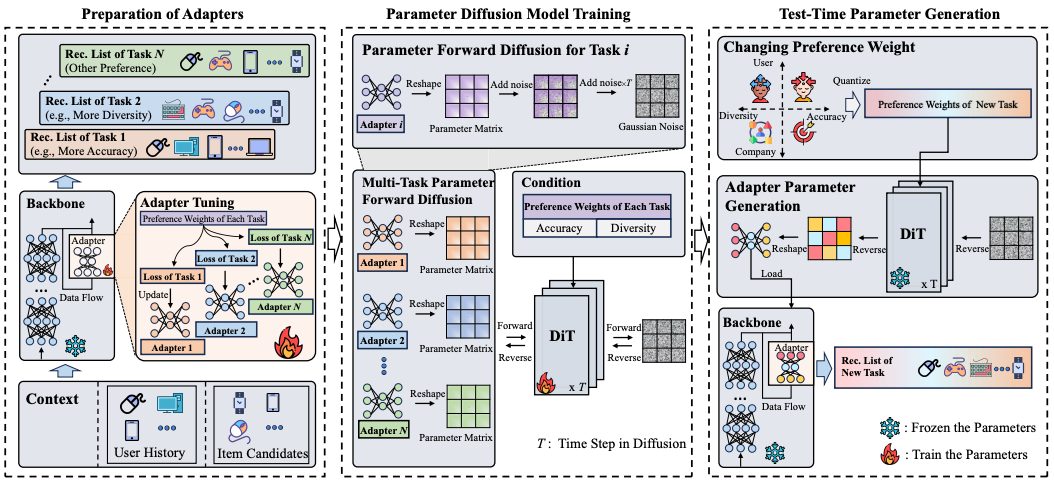 Preparation of Adapters
Rec. List of Task N
(Other Preference)
Rec. List of Task 2
(e.g., More Diversity)
Rec. List of Task 1
(e.g., More Accuracy)
Backbone
Adapter
Data Flow
Adapter Tuning
Preference Weights of Each Task
Loss of Task N
Loss of Task 2
Loss of Task 1
Update
Adapter N
Adapter 2
Adapter 1
Context
User History
Item Candidates
Parameter Diffusion Model Training
Parameter Forward Diffusion for Task i
Reshape
Add noise
Add noise×T
Adapter i
Parameter Matrix
Gaussian Noise
Multi-Task Parameter
Forward Diffusion
Reshape
Adapter 1
Parameter Matrix
Reshape
Adapter 2
Parameter Matrix
Reshape
Adapter N
Parameter Matrix
Condition
Preference Weights of Each Task
Accuracy
Diversity
Forward
Reverse
DiT
x T
Forward
Reverse
T : Time Step in Diffusion
Test-Time Parameter Generation
Changing Preference Weight
User
Diversity
Accuracy
Company
Quantize
Preference Weights of New Task
Adapter Parameter
Generation
Reshape
Reverse
DiT
x T
Reverse
Load
Backbone
Adapter
Data Flow
Rec. List of
New Task
: Frozen the Parameters
: Train the Parameters